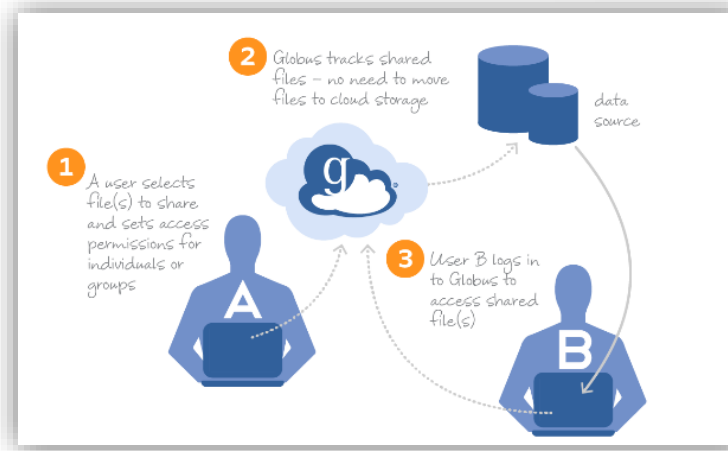 1
A user selects
file(s) to share
and sets access
permissions for
individuals or
groups
2
Globus tracks shared
files – no need to move
files to cloud storage
g
data
source
3
User B logs in
to Globus to
access shared
file(s)
A
B